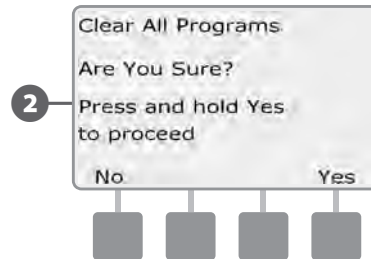 Clear All Programs
Are You Sure?
2
Press and hold Yes
to proceed
No Yes